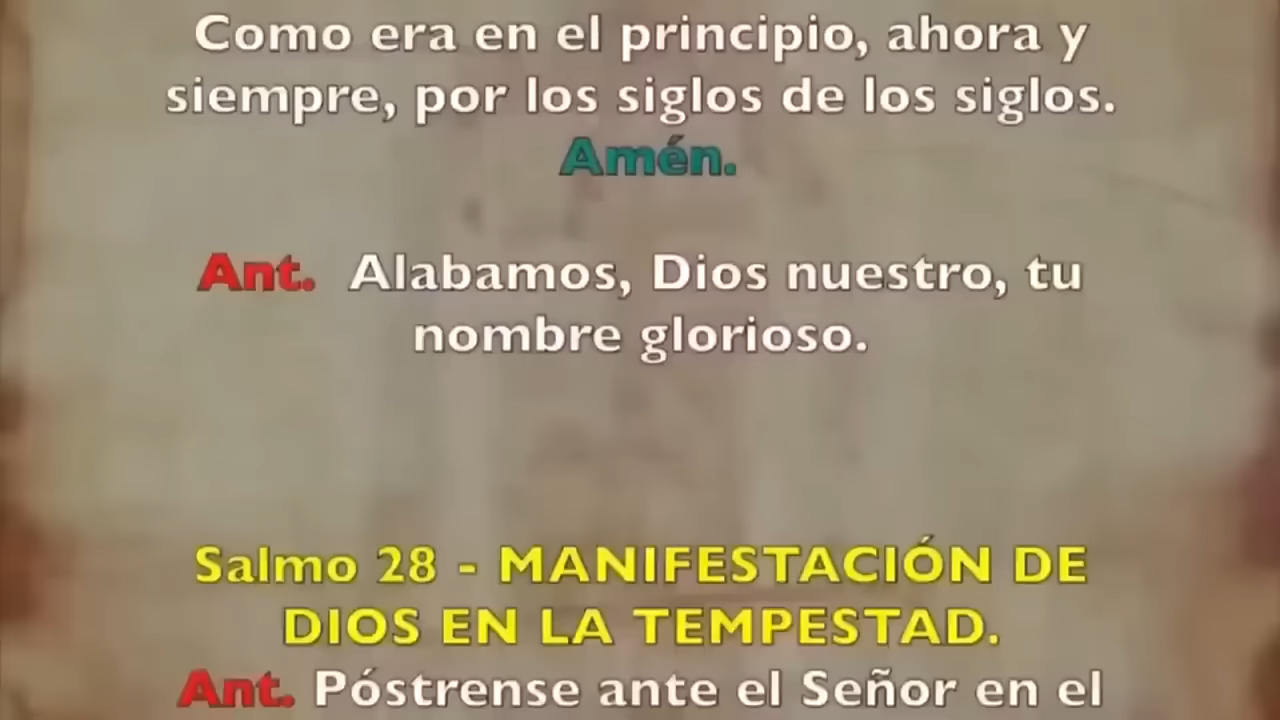 Como era en el principio, ahora y
siempre, por los siglos de los siglos.
Amén.
Ant. Alabamos, Dios nuestro, tu
nombre glorioso.
Salmo 28 - MANIFESTACIÓN DE
DIOS EN LA TEMPESTAD.
Ant. Póstrense ante el Señor en el